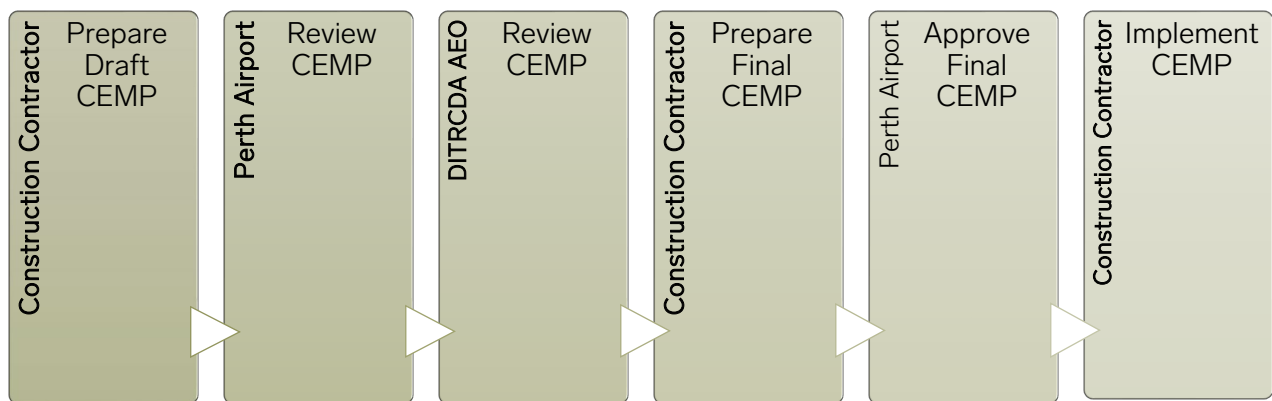 Construction Contractor
Prepare
Draft
CEMP
Perth Airport
Review
CEMP
DITRCDA AEO
Review
CEMP
Construction Contractor
Prepare
Final
CEMP
Perth Airport
Approve
Final
CEMP
Construction Contractor
Implement
CEMP